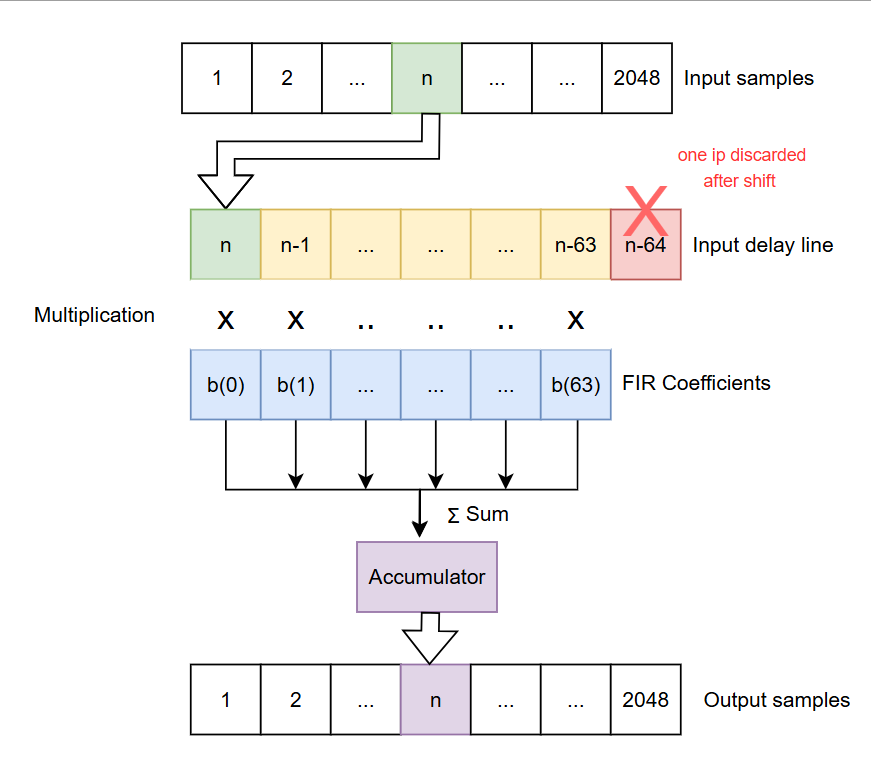 1 2 ... n ... ... 2048 Input samples
one ip discarded
after shift
X
n n-1 ... ... ... n-63 n-64 Input delay line
Multiplication x x .. .. .. x
b(0) b(1) ... ... ... b(63) FIR Coefficients
Σ Sum
Accumulator
1 2 ... n ... ... 2048 Output samples